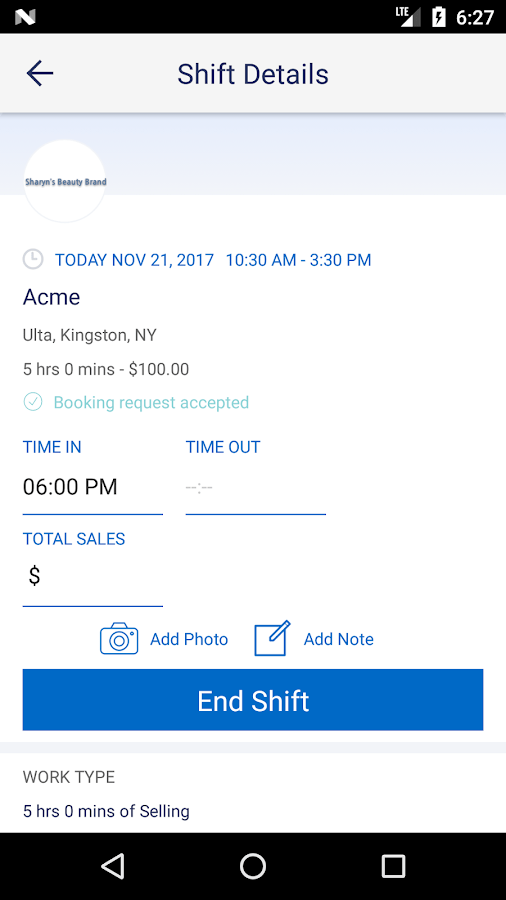 LTE 6:27
Shift Details
Sharyn's Beauty Brand
TODAY NOV 21, 2017 10:30 AM - 3:30 PM
Acme
Ulta, Kingston, NY
5 hrs 0 mins - $100.00
Booking request accepted
TIME IN TIME OUT
06:00 PM --:--
TOTAL SALES
$
Add Photo Add Note
End Shift
WORK TYPE
5 hrs 0 mins of Selling